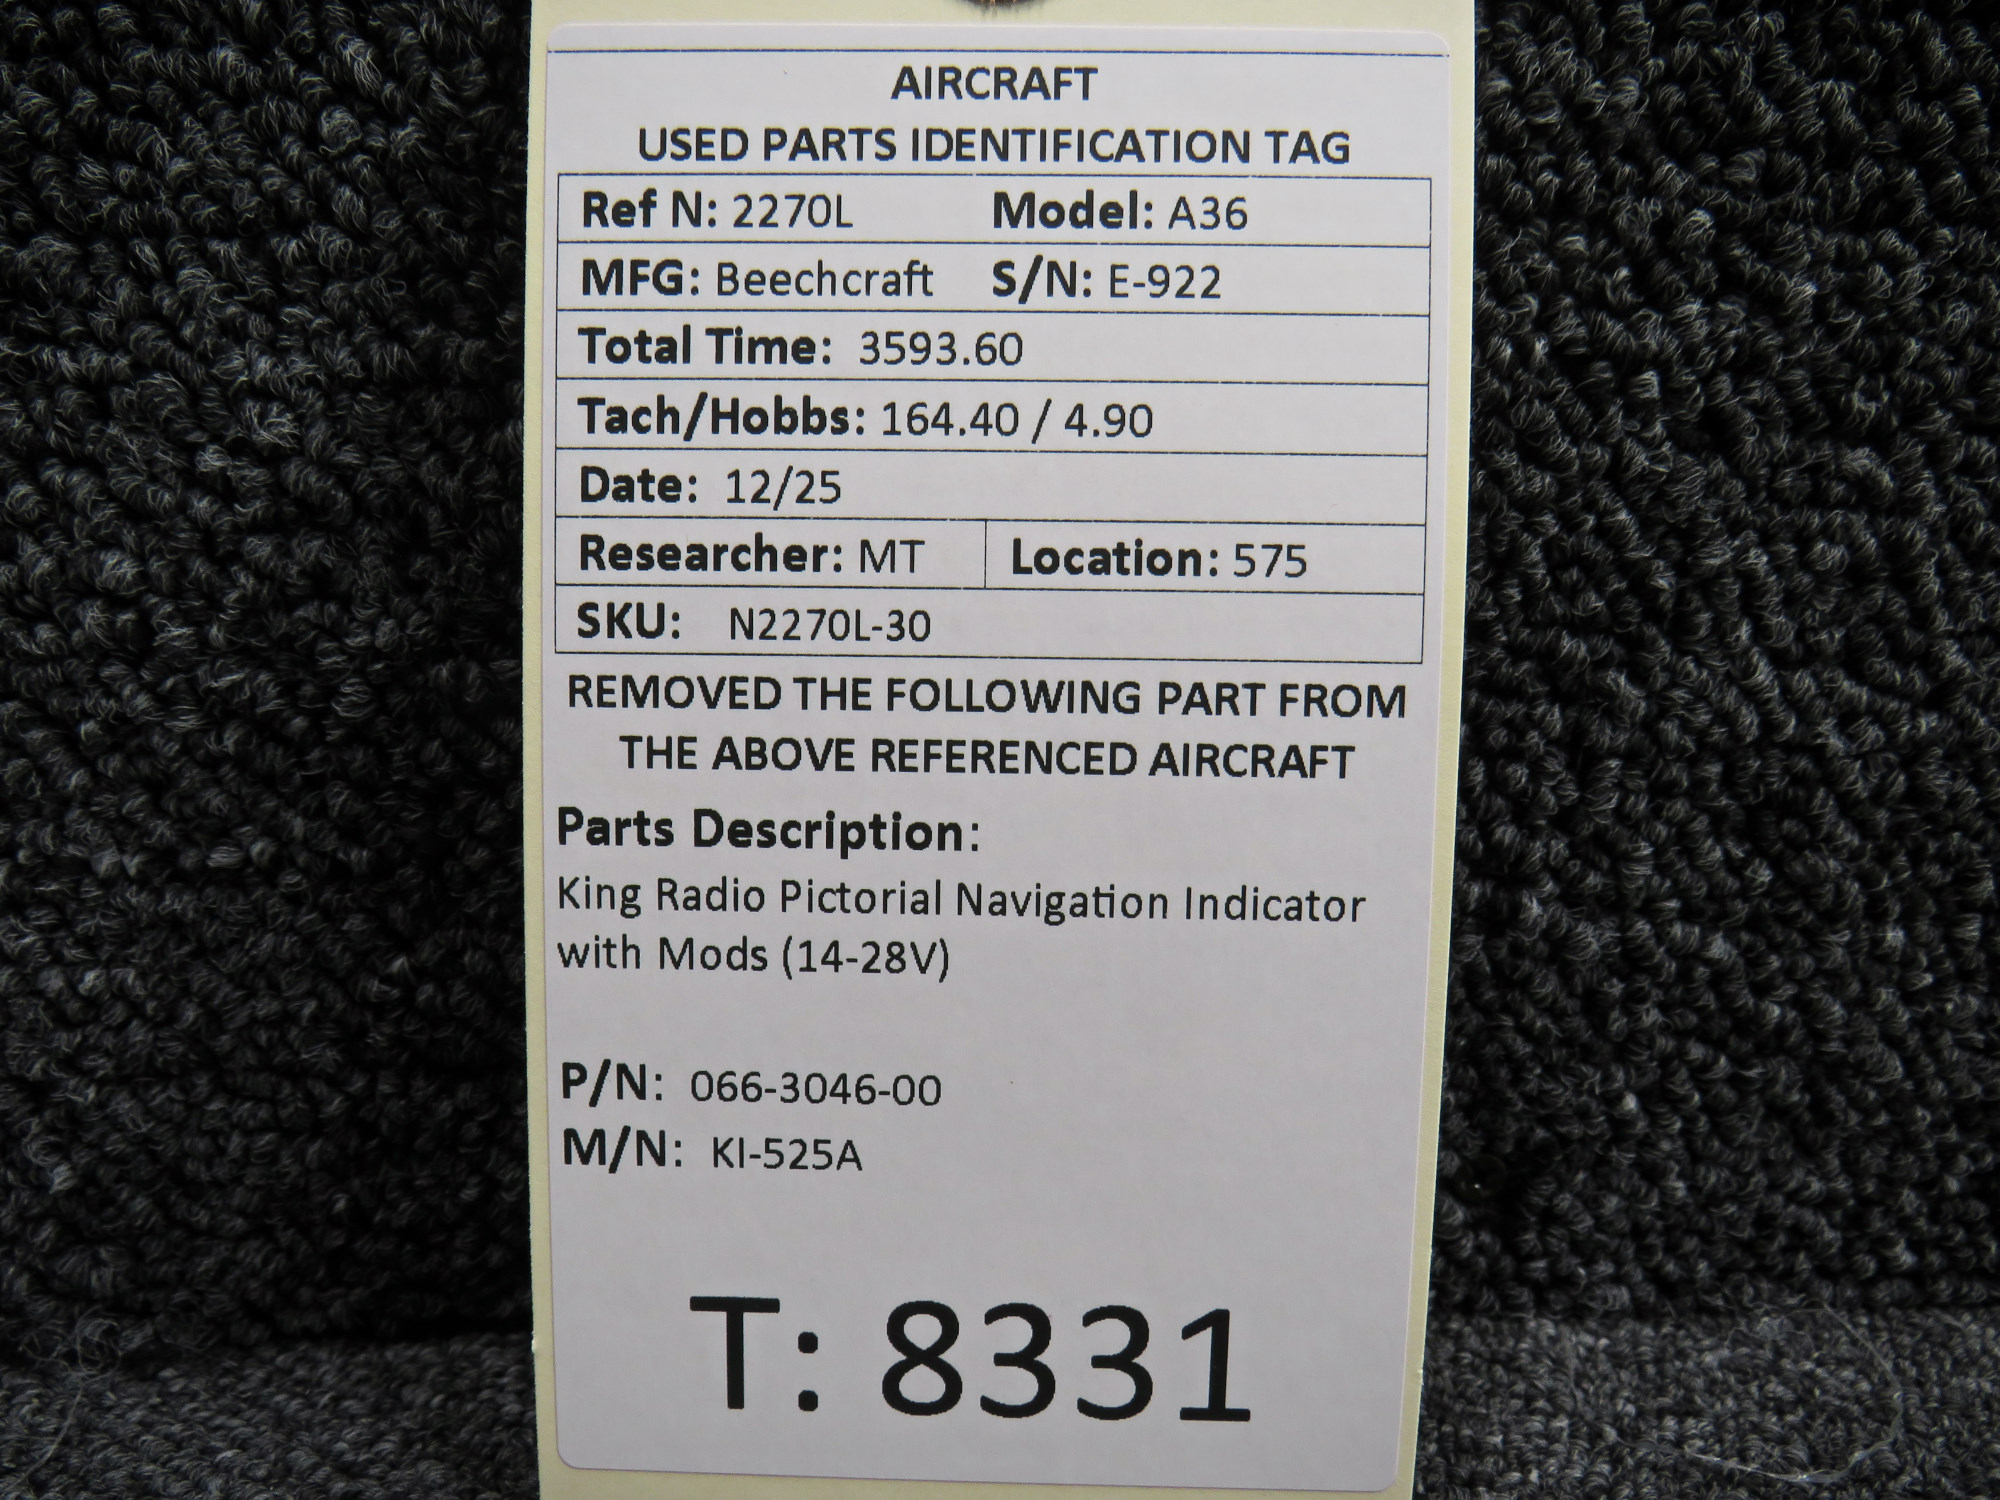 AIRCRAFT
USED PARTS IDENTIFICATION TAG
Ref N: 2270L Model: A36
MFG: Beechcraft S/N: E-922
Total Time: 3593.60
Tach/Hobbs: 164.40 / 4.90
Date: 12/25
Researcher: MT Location: 575
SKU: N2270L-30
REMOVED THE FOLLOWING PART FROM
THE ABOVE REFERENCED AIRCRAFT
Parts Description:
King Radio Pictorial Navigation Indicator
with Mods (14-28V)
P/N: 066-3046-00
M/N: KI-525A
T: 8331